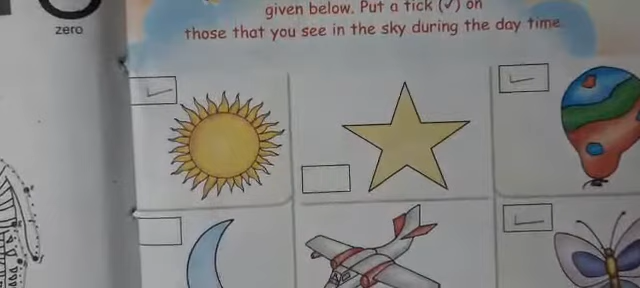 given below. Put a tick (✓) on
those that you see in the sky during the day time
zero